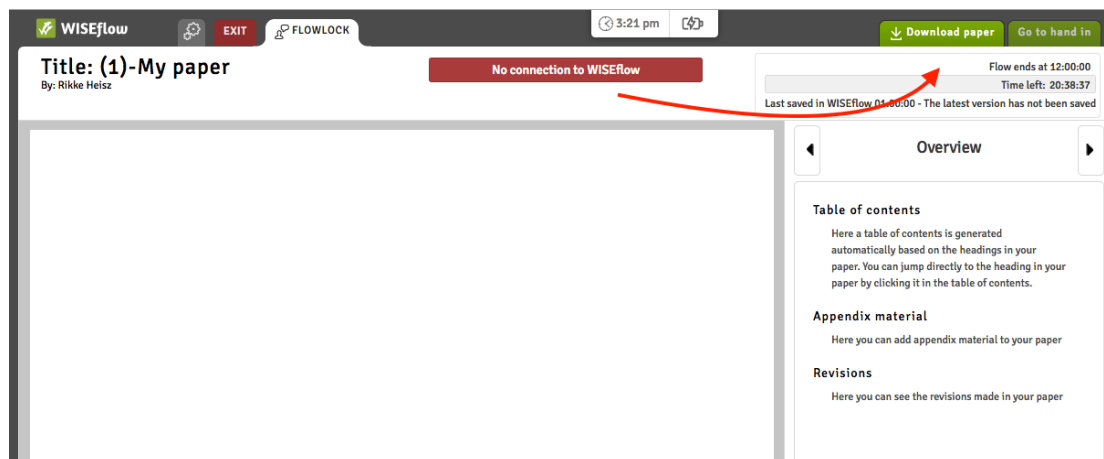 WISEflow
EXIT
FLOWLOCK
3:21 pm
Download paper
Go to hand in
Title: (1)-My paper
By: Rikke Heisz
No connection to WISEflow
Flow ends at 12:00:00
Time left: 20:38:37
Last saved in WISEflow 01:00:00 - The latest version has not been saved
Overview
Table of contents
Here a table of contents is generated
automatically based on the headings in your
paper. You can jump directly to the heading in your
paper by clicking it in the table of contents.
Appendix material
Here you can add appendix material to your paper
Revisions
Here you can see the revisions made in your paper